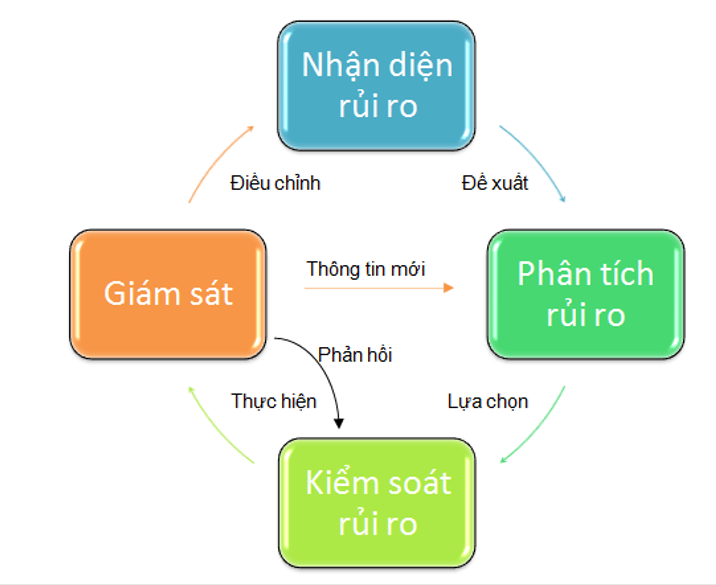 Nhận diện
rủi ro
Điều chỉnh
Đề xuất
Giám sát
Thông tin mới
Phân tích
rủi ro
Phản hồi
Thực hiện
Lựa chọn
Kiểm soát
rủi ro